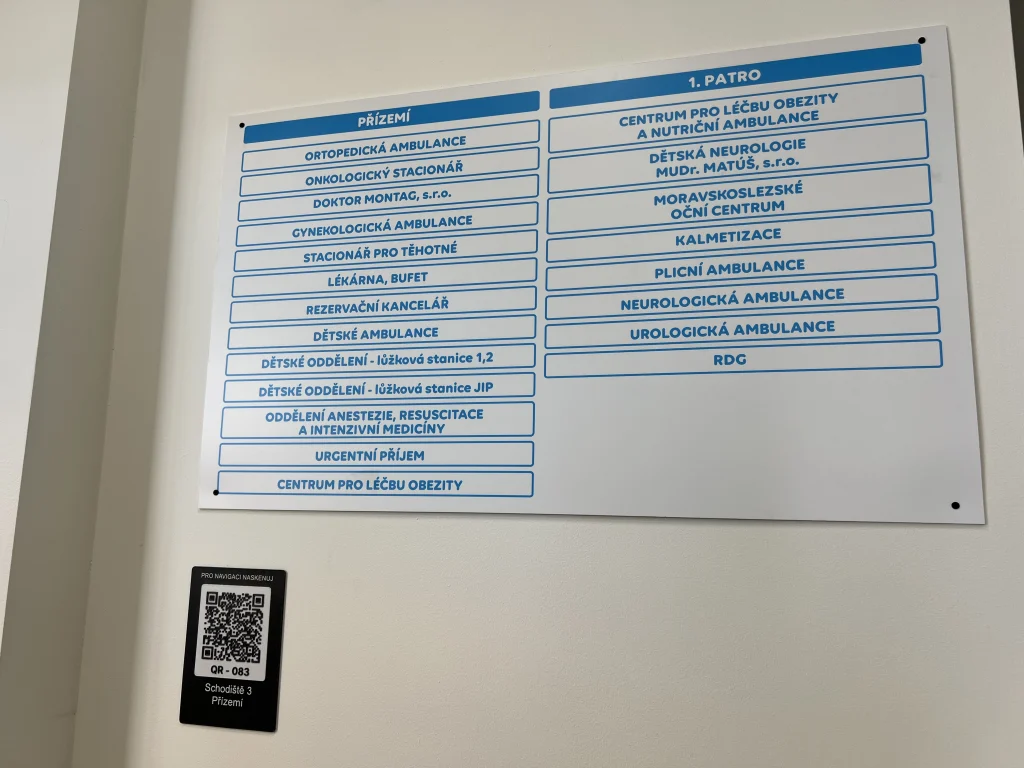 PŘÍZEMÍ
ORTOPEDICKÁ AMBULANCE
ONKOLOGICKÝ STACIONÁŘ
DOKTOR MONTAG, s.r.o.
GYNEKOLOGICKÁ AMBULANCE
STACIONÁŘ PRO TĚHOTNÉ
LÉKÁRNA, BUFET
REZERVAČNÍ KANCELÁŘ
DĚTSKÉ AMBULANCE
DĚTSKÉ ODDĚLENÍ - lůžková stanice 1,2
DĚTSKÉ ODDĚLENÍ - lůžková stanice JIP
ODDĚLENÍ ANESTEZIE, RESUSCITACE
A INTENZIVNÍ MEDICÍNY
URGENTNÍ PŘÍJEM
CENTRUM PRO LÉČBU OBEZITY
1. PATRO
CENTRUM PRO LÉČBU OBEZITY
A NUTRIČNÍ AMBULANCE
DĚTSKÁ NEUROLOGIE
MUDr. MATÚŠ, s.r.o.
MORAVSKOSLEZSKÉ
OČNÍ CENTRUM
KALMETIZACE
PLICNÍ AMBULANCE
NEUROLOGICKÁ AMBULANCE
UROLOGICKÁ AMBULANCE
RDG
PRO NAVIGACI NASKENUJ
QR - 083
Schodiště 3
Přízemí